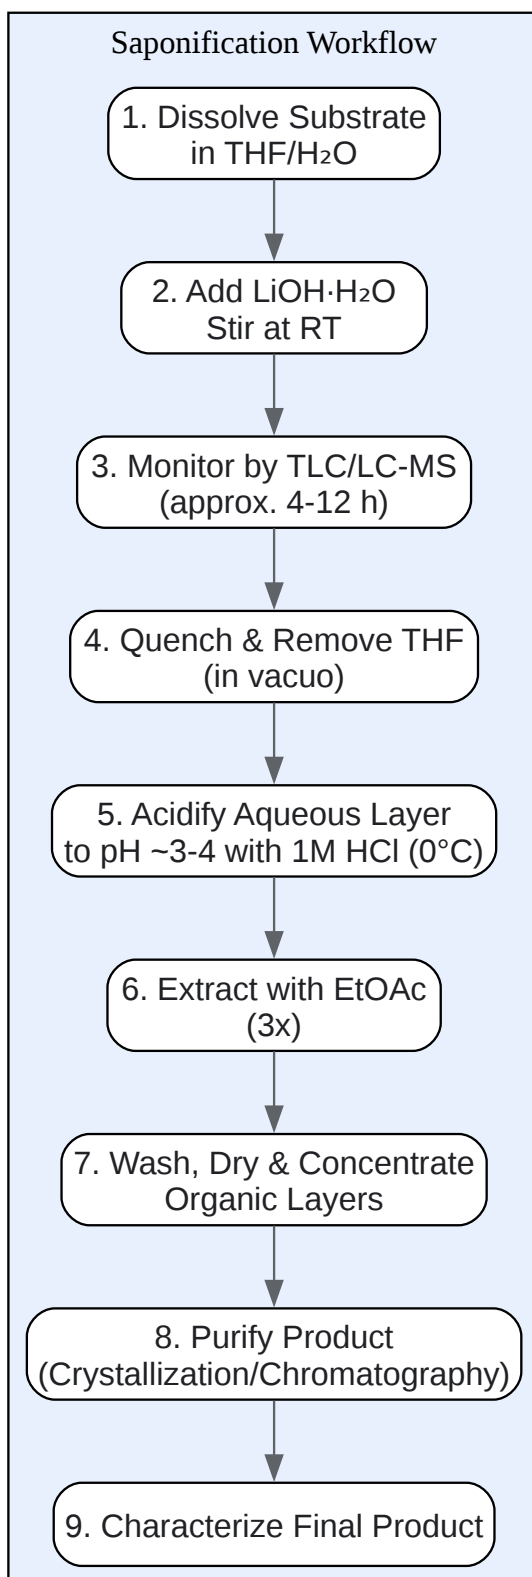 Saponification Workflow
1. Dissolve Substrate
in THF/H₂O
2. Add LiOH·H₂O
Stir at RT
3. Monitor by TLC/LC-MS
(approx. 4-12 h)
4. Quench & Remove THF
(in vacuo)
5. Acidify Aqueous Layer
to pH ~3-4 with 1M HCl (0°C)
6. Extract with EtOAc
(3x)
7. Wash, Dry & Concentrate
Organic Layers
8. Purify Product
(Crystallization/Chromatography)
9. Characterize Final Product